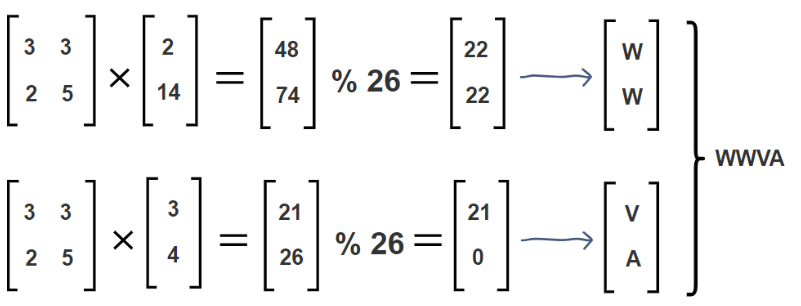 3 3 2 48 22 W
2 5 × 14 = 74 % 26 = 22 W
WWVA
3 3 3 21 21 V
2 5 × 4 = 26 % 26 = 0 A